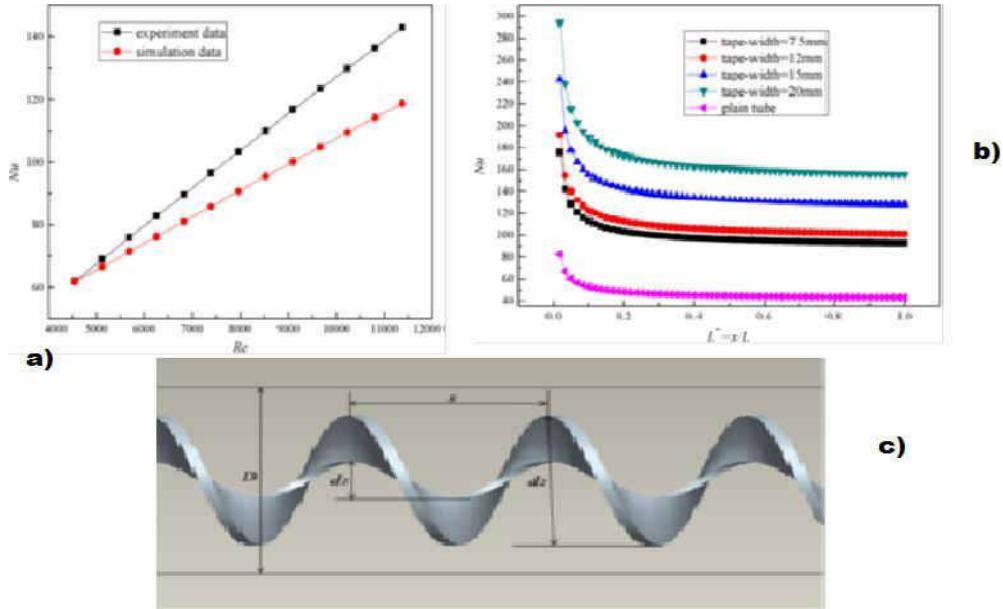 experiment data
simulation data
140
120
100
80
60
4000 5000 6000 7000 8000 9000 10000 11000 12000
Nu
Re
a)
300
280
260
240
220
200
180
160
140
120
100
80
60
40
tape-width=7.5mm
tape-width=12mm
tape-width=15mm
tape-width=20mm
plain tube
Nu
0.0 0.2 0.4 0.6 0.8 1.0
L*=x/L
b)
c)